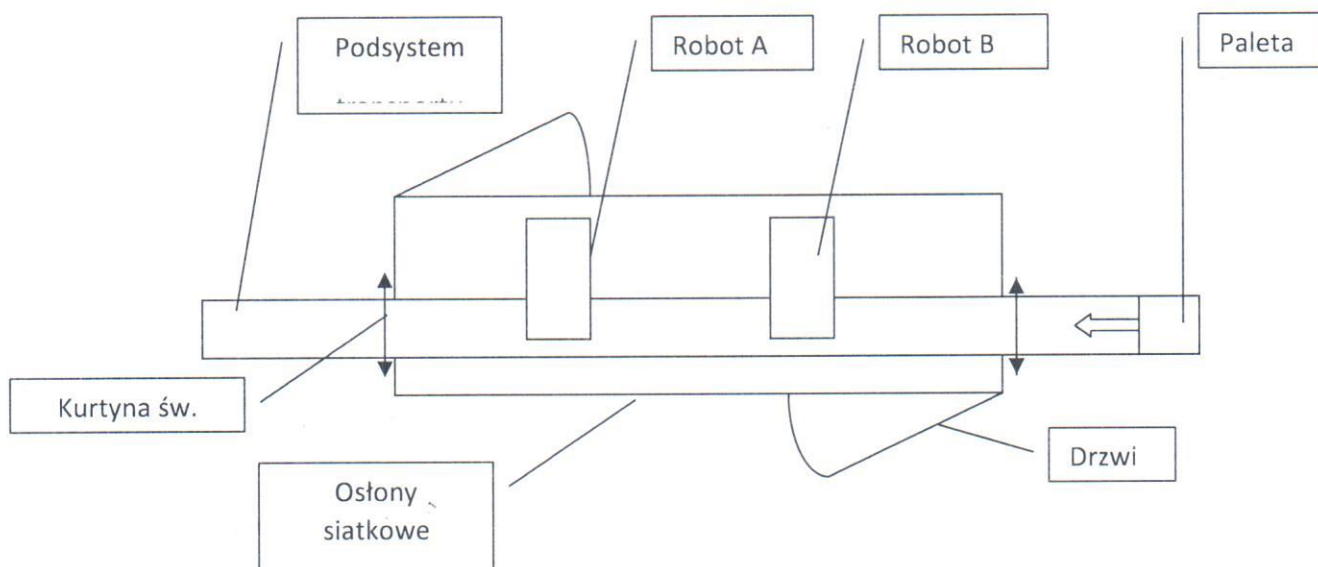 Podsystem
Robot A
Robot B
Paleta
Kurtyna św.
Drzwi
Osłony
siatkowe